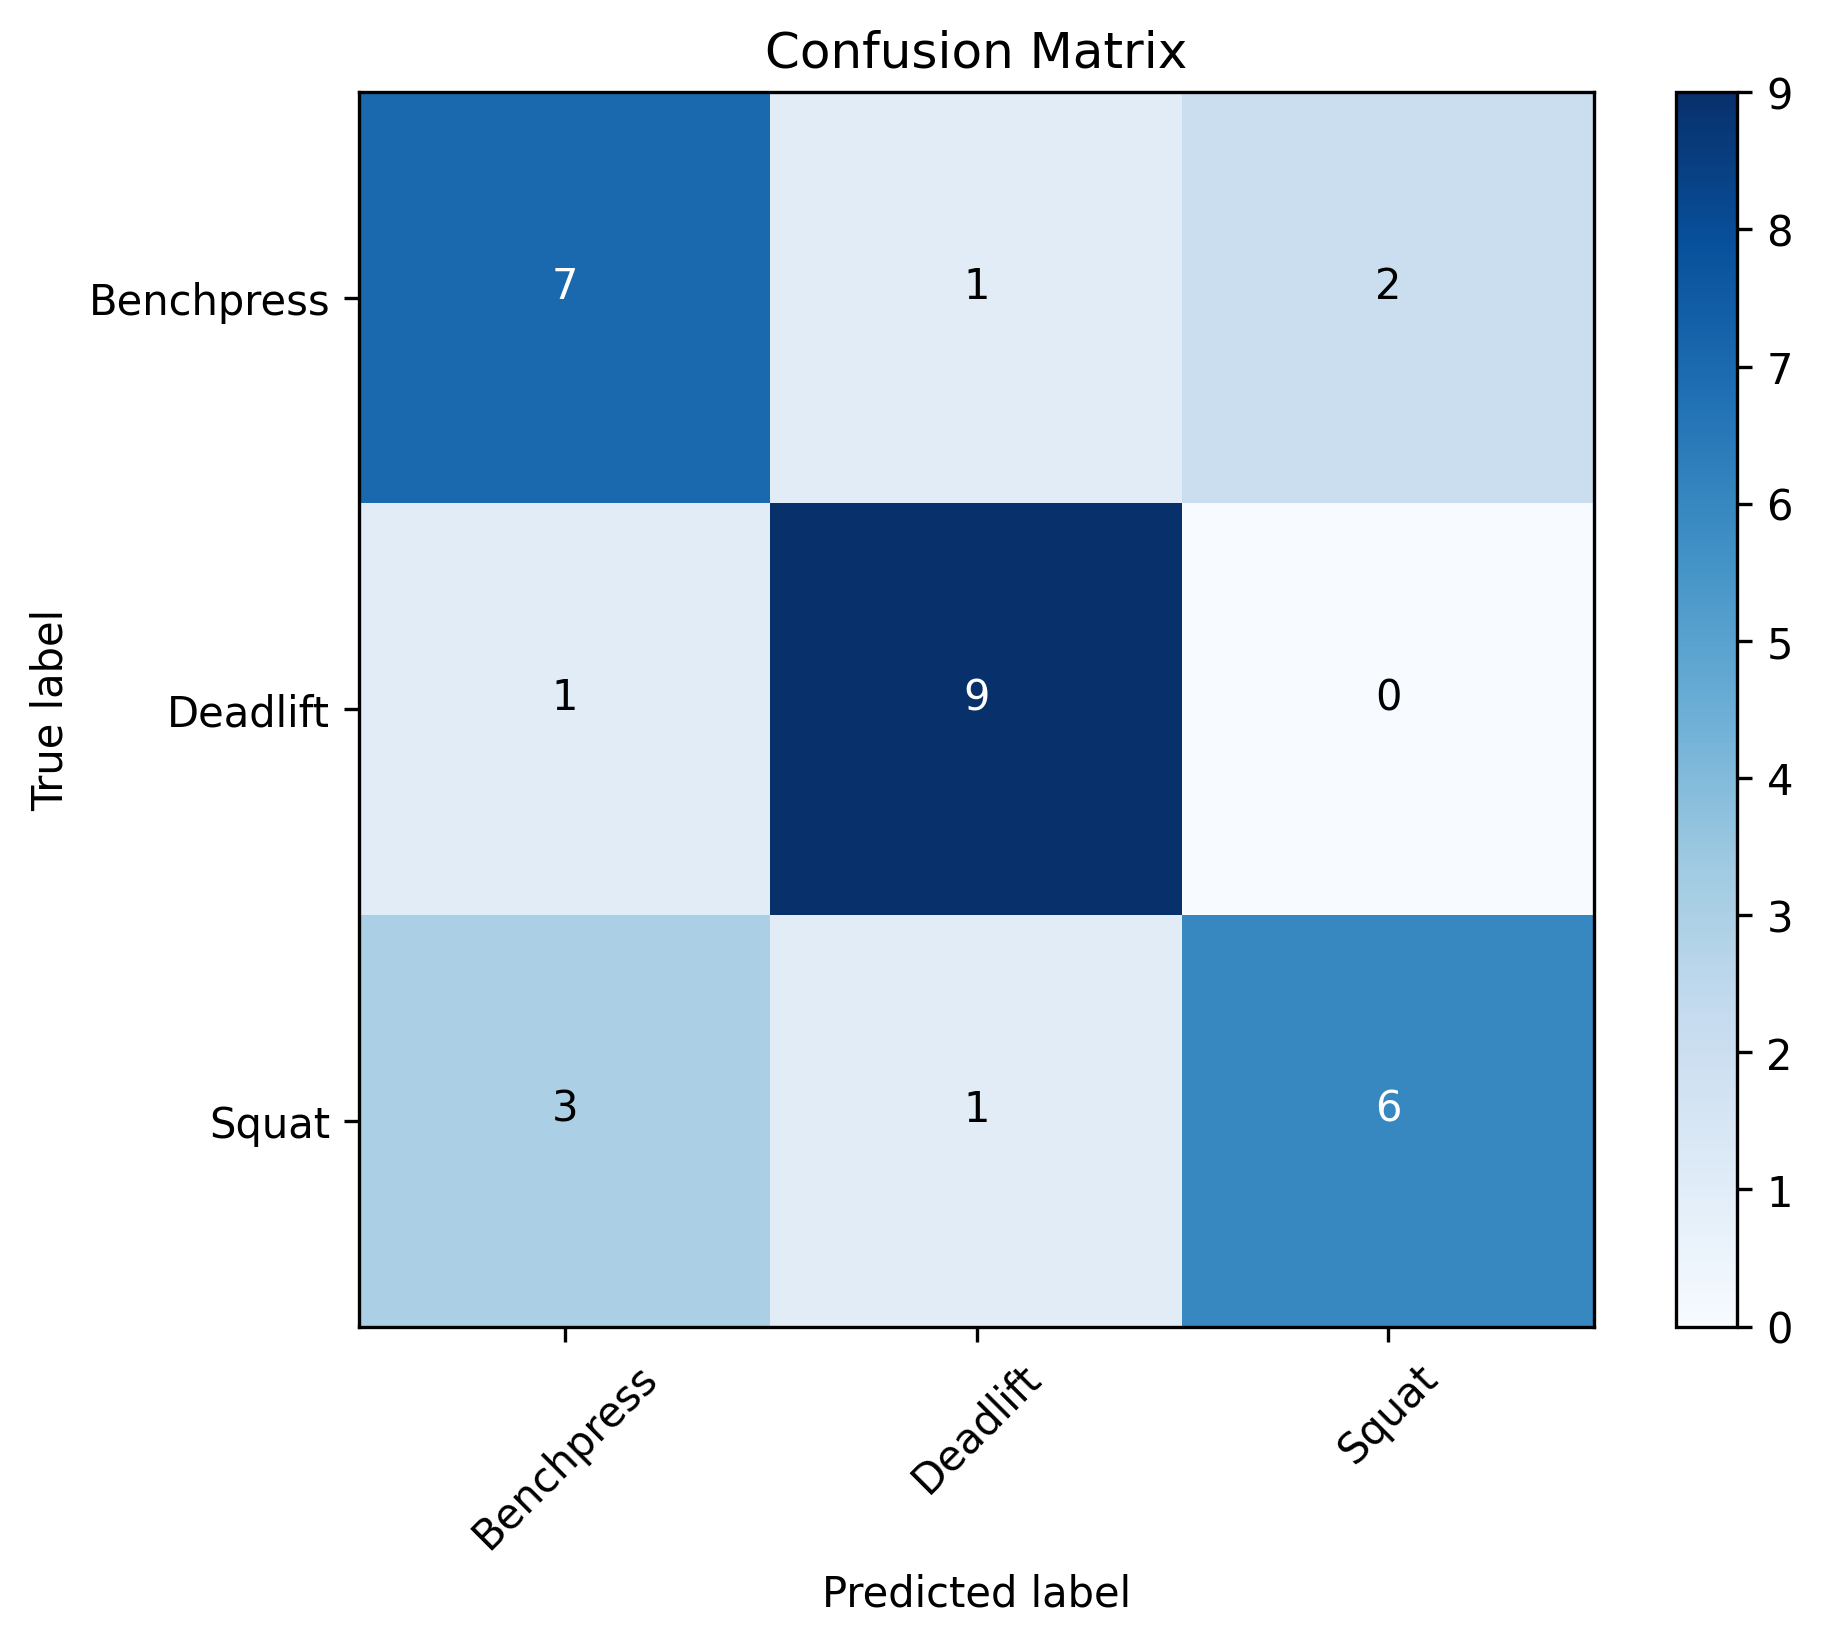 Confusion Matrix
Benchpress
7
1
2
Deadlift
1
9
0
Squat
3
1
6
True label
Benchpress
Deadlift
Squat
Predicted label
9
8
7
6
5
4
3
2
1
0